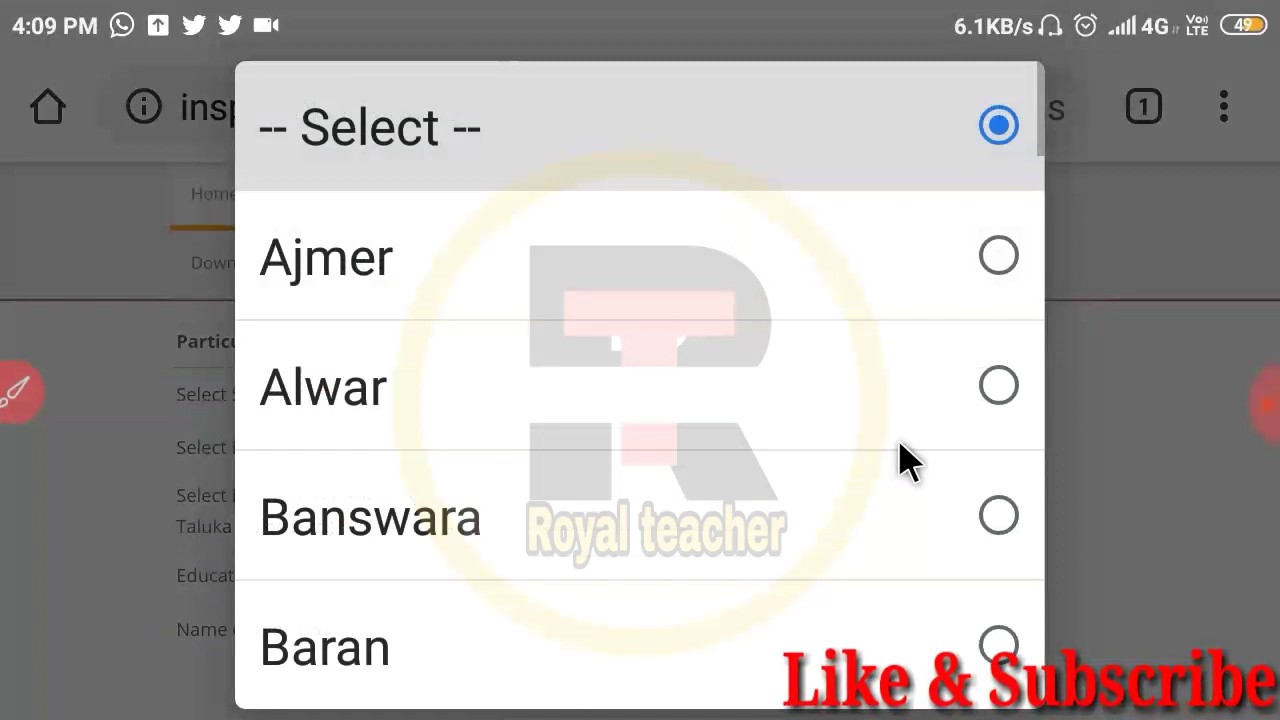 4:09 PM
6.1KB/s 4G Vo)) LTE 49
insp s 1
-- Select --
Home
Ajmer
Down
Particu
Alwar
Select
Select
Select
Banswara
Taluka
Royal teacher
Educat
Baran
Name
Like & Subscribe